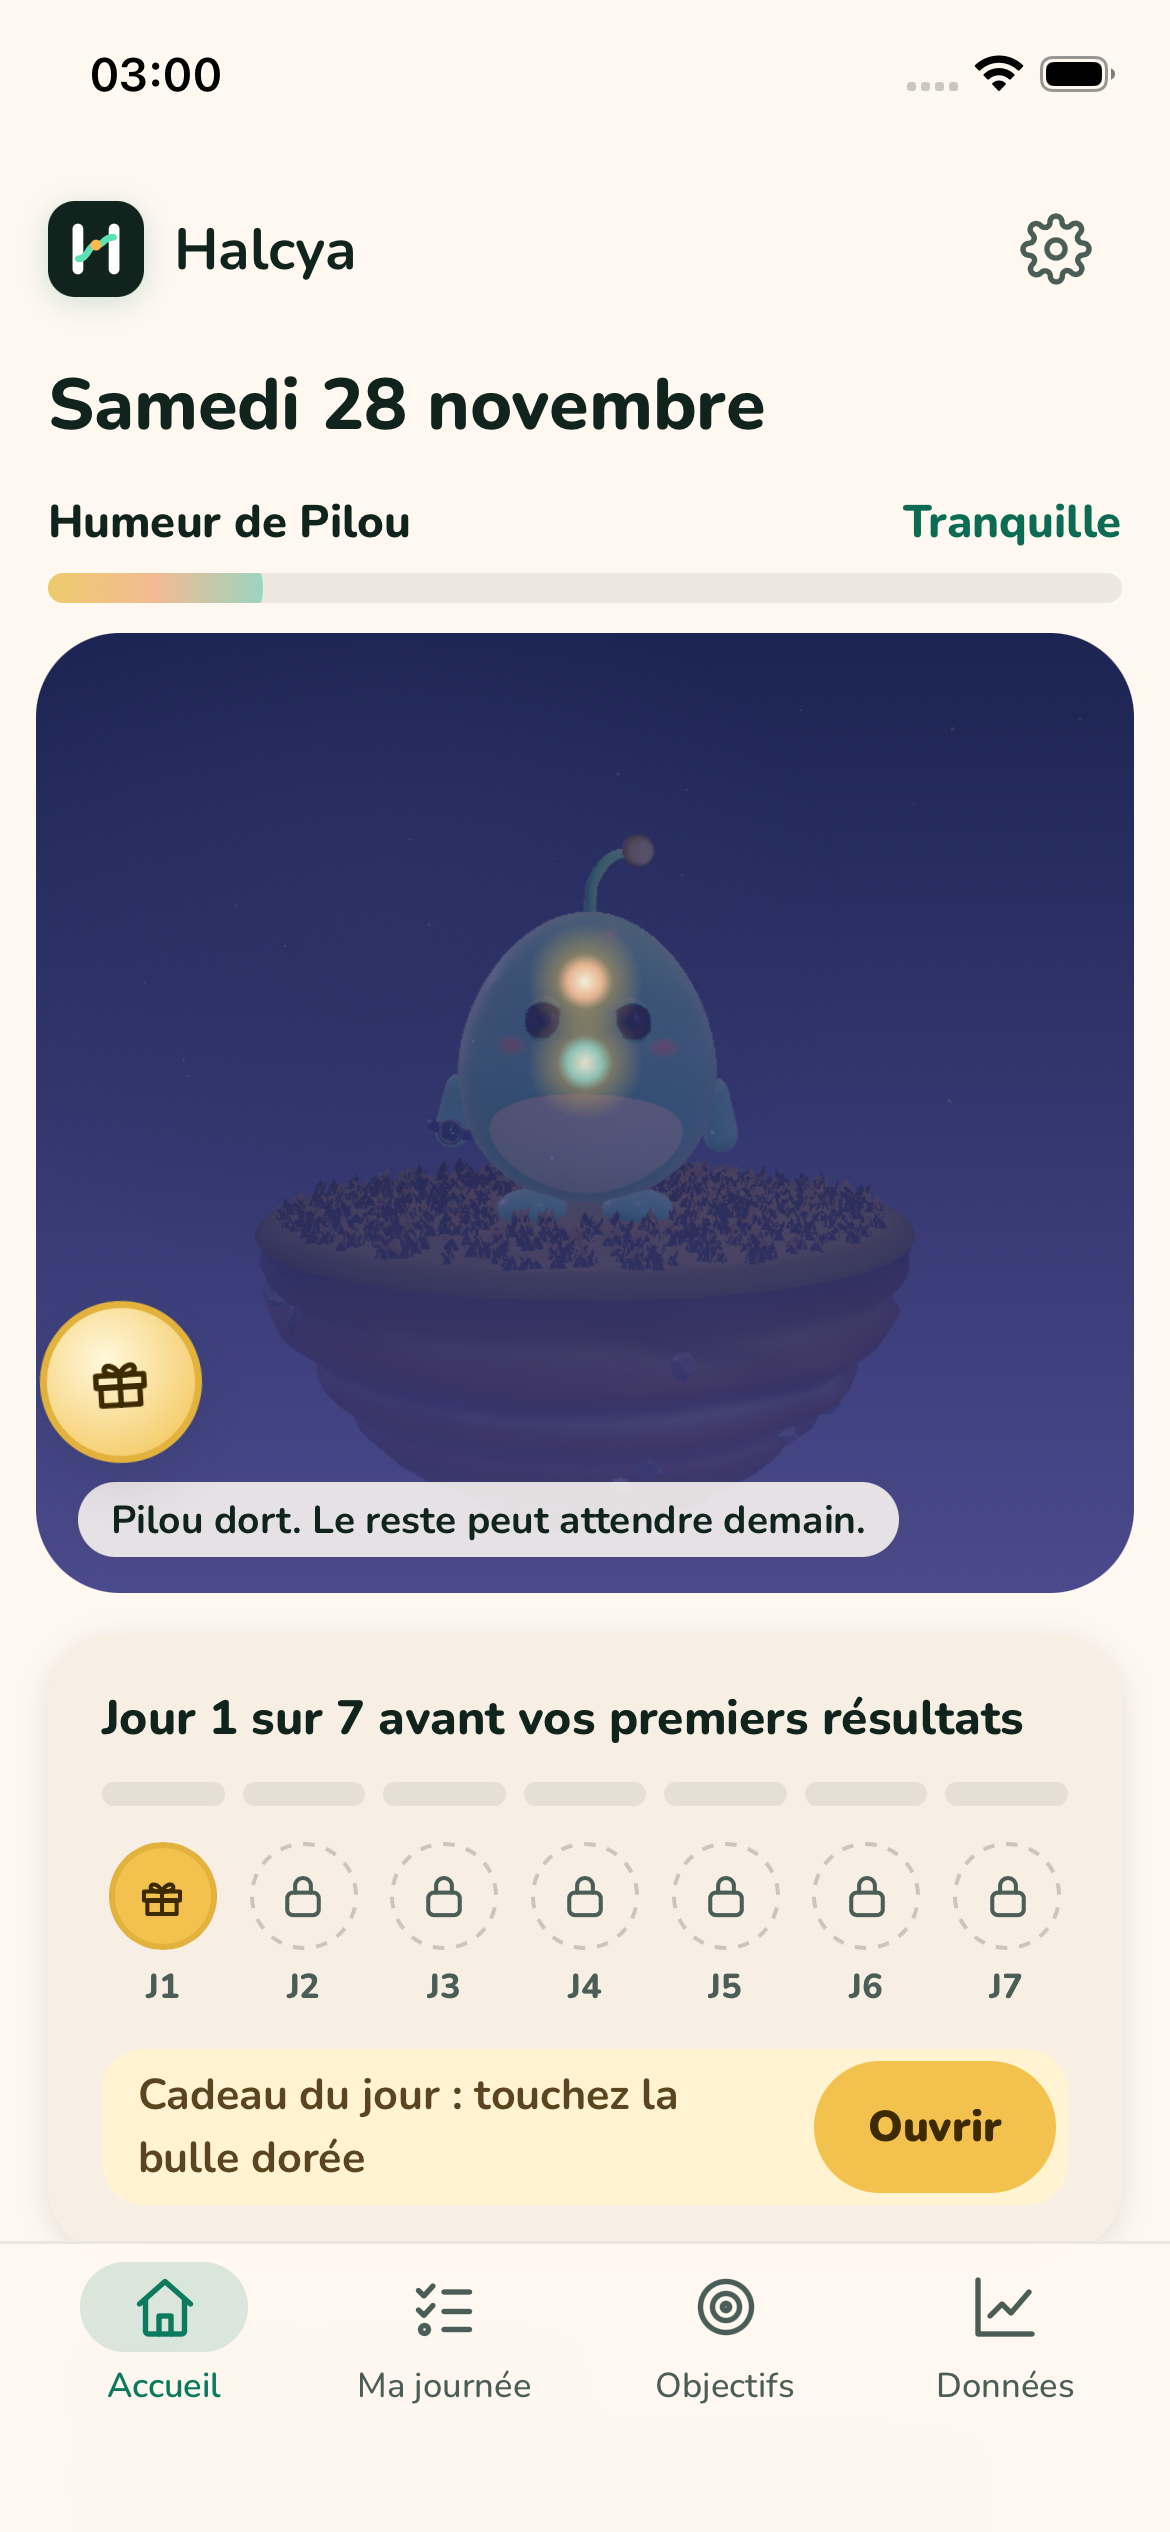 03:00
Halcya
Samedi 28 novembre
Humeur de Pilou
Tranquille
Pilou dort. Le reste peut attendre demain.
Jour 1 sur 7 avant vos premiers résultats
J1 J2 J3 J4 J5 J6 J7
Cadeau du jour : touchez la
bulle dorée
Ouvrir
Accueil Ma journée Objectifs Données